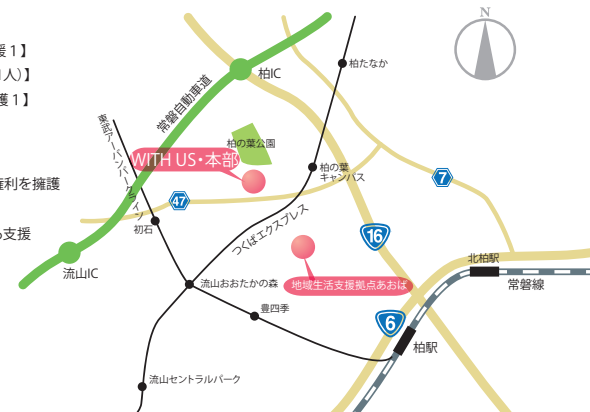 援1】
人)】
護1】
権利を擁護
支援
N
柏IC
柏たなか
常磐自動車道
東武アーバンパークライン
柏の葉公園
WITH US・本部
柏の葉
キャンパス
7
47
初石
つくばエクスプレス
16
流山IC
北柏駅
流山おおたかの森
地域生活支援拠点あおば
常磐線
豊四季
6
柏駅
流山セントラルパーク